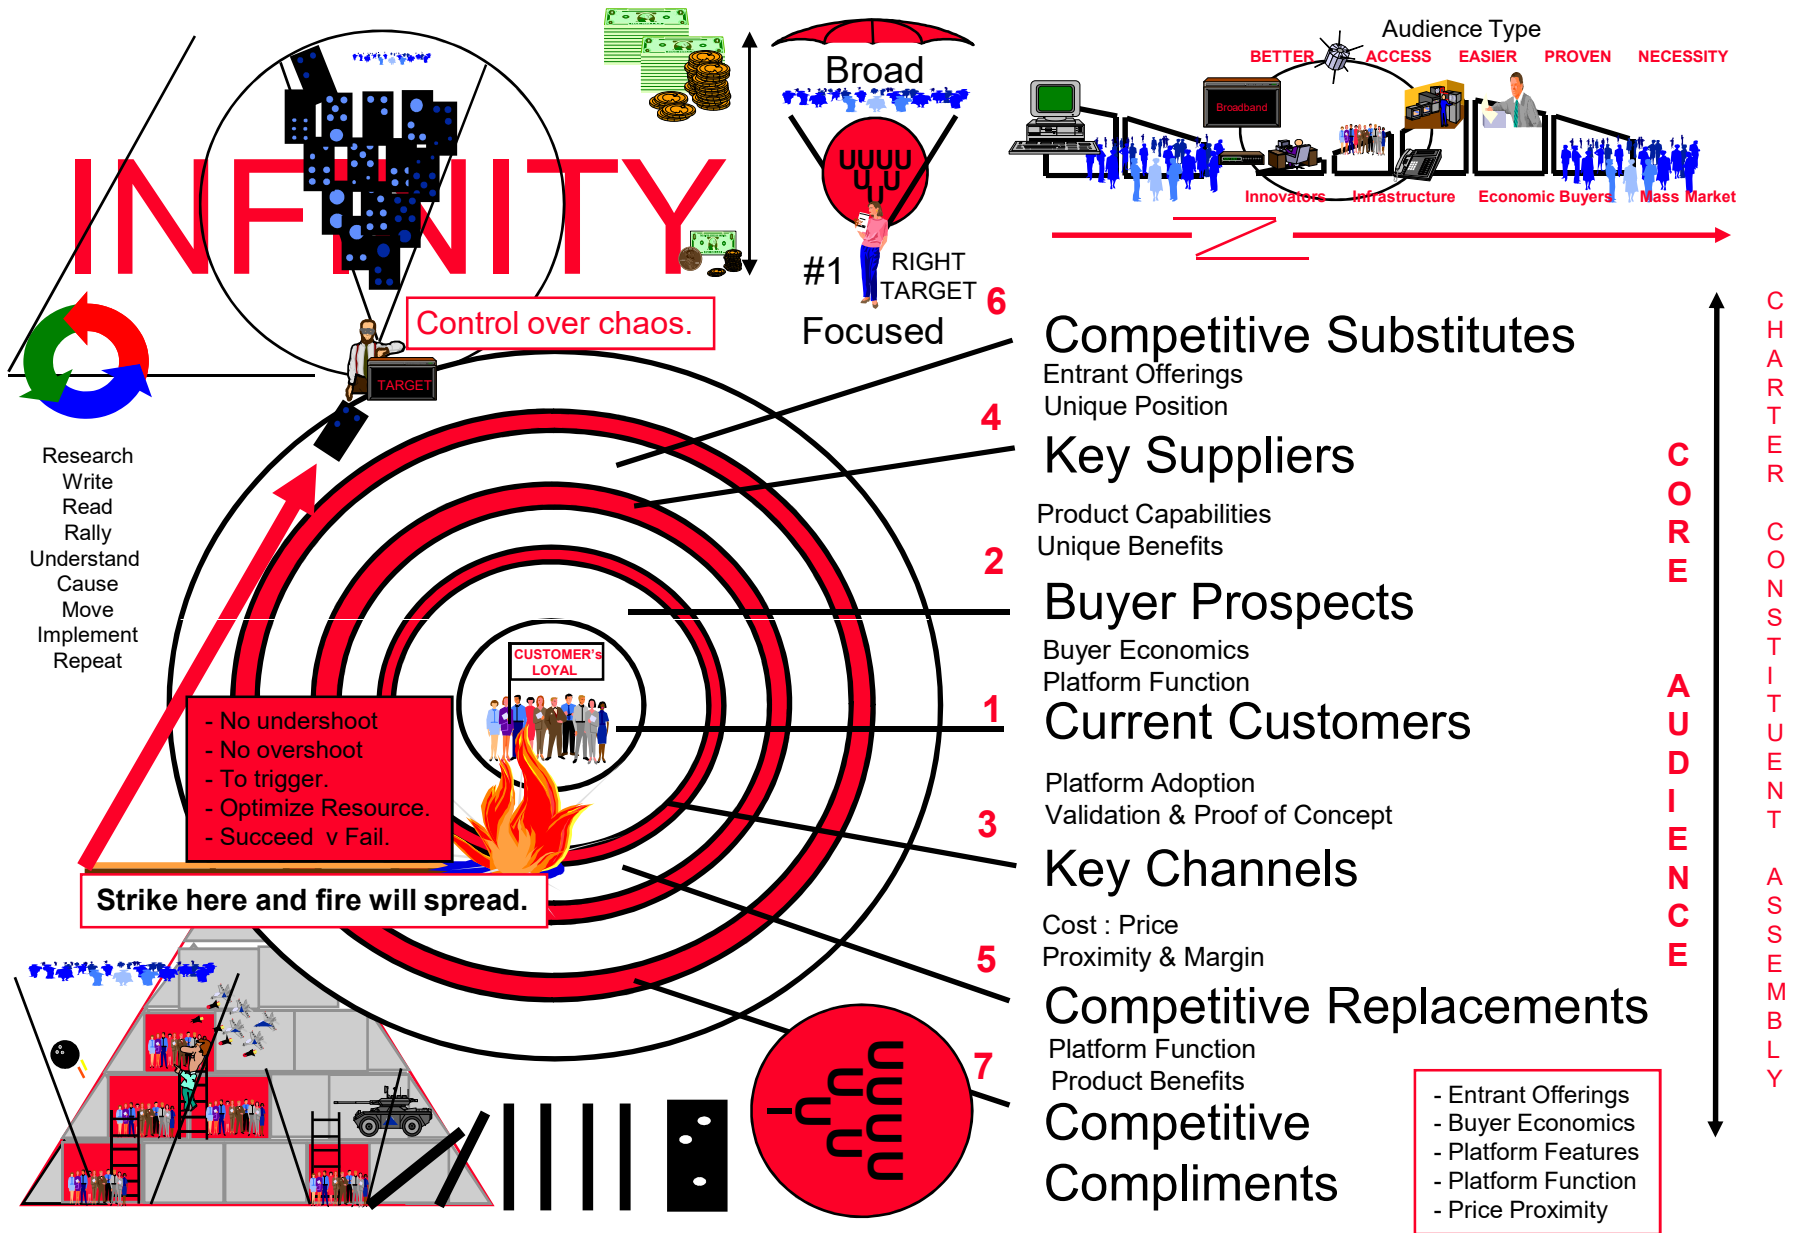 INFINITY
Control over chaos.
TARGET
Research
Write
Read
Rally
Understand
Cause
Move
Implement
Repeat
- No undershoot
- No overshoot
- To trigger.
- Optimize Resource.
- Succeed  v Fail.
Strike here and fire will spread.
CUSTOMER's
LOYAL
Broad
UUUU
UU
U
#1
RIGHT
TARGET
Focused
Audience Type
BETTER
ACCESS
EASIER
PROVEN
NECESSITY
Broadband
Innovators
Infrastructure
Economic Buyers
Mass Market
6
Competitive Substitutes
Entrant Offerings
Unique Position
4
Key Suppliers
Product Capabilities
Unique Benefits
2
Buyer Prospects
Buyer Economics
Platform Function
1
Current Customers
Platform Adoption
Validation & Proof of Concept
3
Key Channels
Cost : Price
Proximity & Margin
5
Competitive Replacements
Platform Function
Product Benefits
7
Competitive
Compliments
- Entrant Offerings
- Buyer Economics
- Platform Features
- Platform Function
- Price Proximity
CORE AUDIENCE
CHARTER CONSTITUENT ASSEMBLY